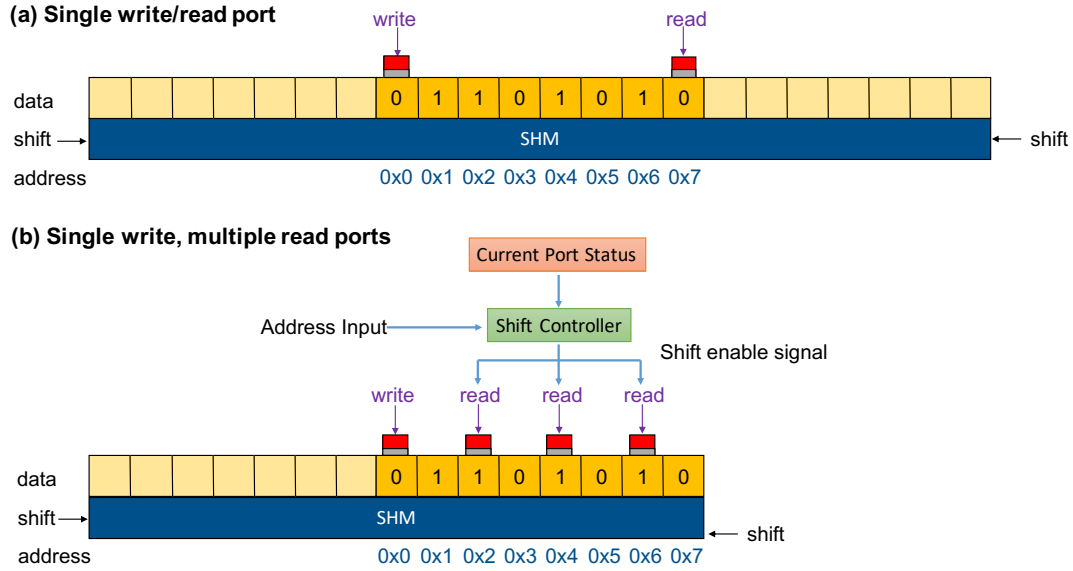 (a) Single write/read port
write read
data 0 1 1 0 1 0 1 0
shift SHM shift
address 0x0 0x1 0x2 0x3 0x4 0x5 0x6 0x7
(b) Single write, multiple read ports
Current Port Status
Address Input Shift Controller
Shift enable signal
write read read read
data 0 1 1 0 1 0 1 0
shift SHM
shift
address 0x0 0x1 0x2 0x3 0x4 0x5 0x6 0x7